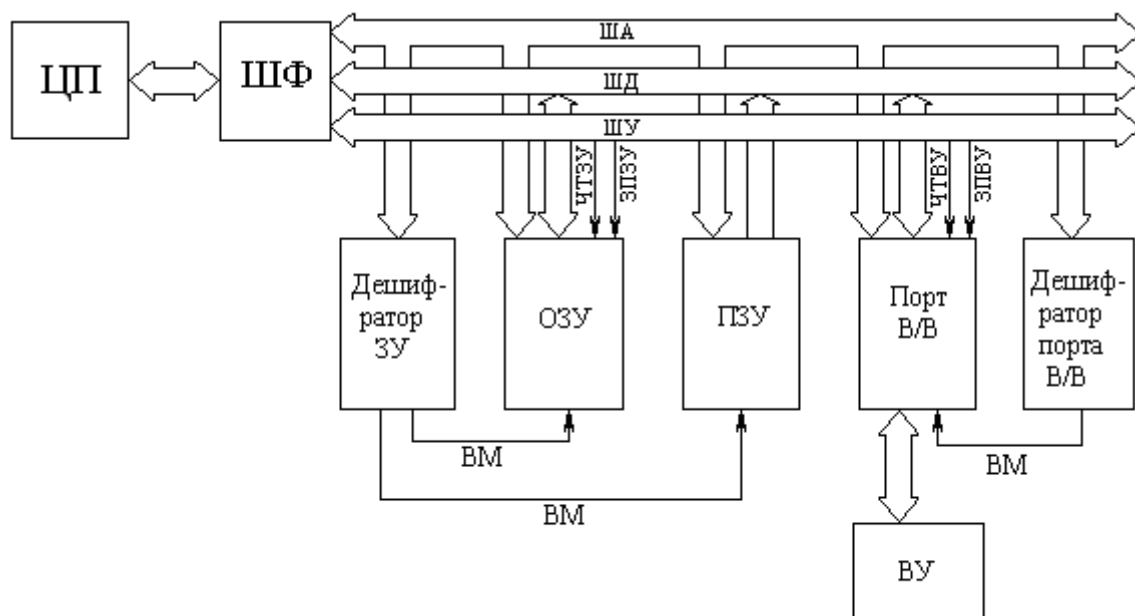 ША
ЦП
ШФ
ШД
ШУ
ЧТЗУ
ЗПЗУ
ЧТВУ
ЗПВУ
Дешиф-
ратор
ЗУ
ОЗУ
ПЗУ
Порт
В/В
Дешиф-
ратор
порта
В/В
ВМ
ВМ
ВМ
ВУ